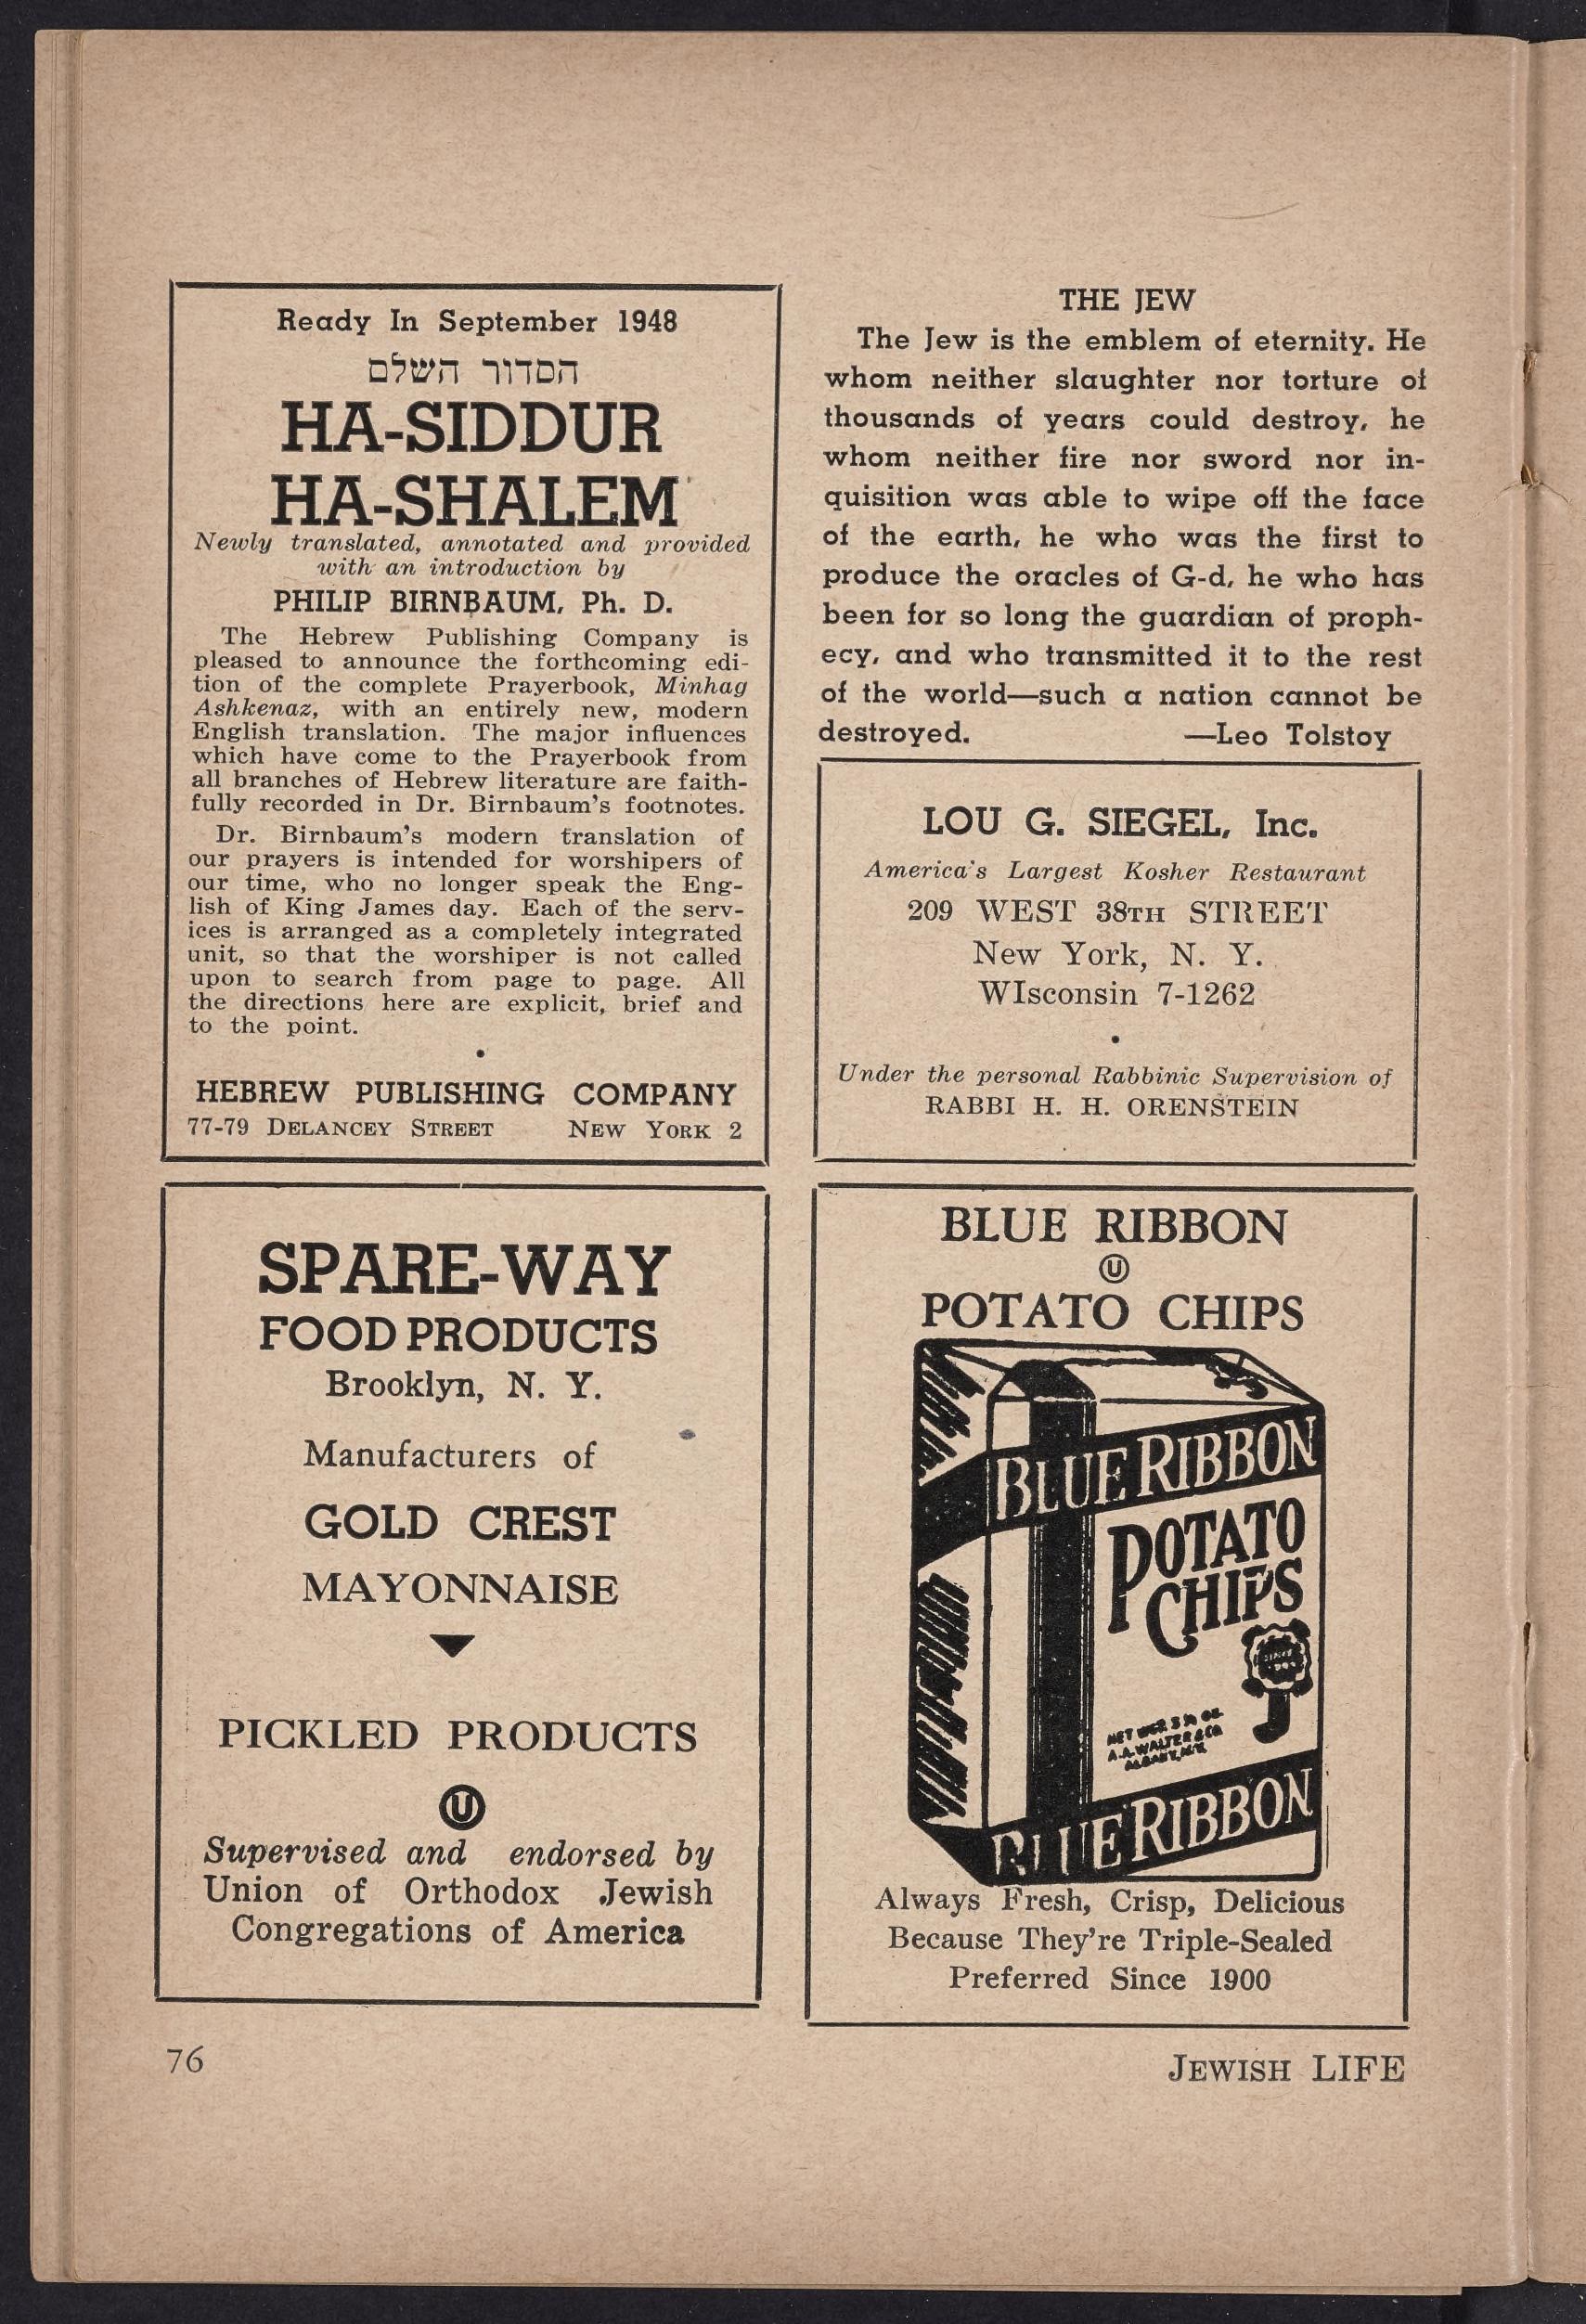 Ready In September 1948
הסדור השלם
HA-SIDDUR
HA-SHALEM
Newly translated, annotated and provided
with an introduction by
PHILIP BIRNBAUM, Ph. D.
The Hebrew Publishing Company is
pleased to announce the forthcoming edi-
tion of the complete Prayerbook, Minhag
Ashkenaz, with an entirely new, modern
English translation. The major influences
which have come to the Prayerbook from
all branches of Hebrew literature are faith-
fully recorded in Dr. Birnbaum's footnotes.
Dr. Birnbaum's modern translation of
our prayers is intended for worshipers of
our time, who no longer speak the Eng-
lish of King James day. Each of the serv-
ices is arranged as a completely integrated
unit, so that the worshiper is not called
upon to search from page to page. All
the directions here are explicit, brief and
to the point.
•
HEBREW PUBLISHING COMPANY
77-79 DELANCEY STREET NEW YORK 2
THE JEW
The Jew is the emblem of eternity. He
whom neither slaughter nor torture of
thousands of years could destroy, he
whom neither fire nor sword nor in-
quisition was able to wipe off the face
of the earth, he who was the first to
produce the oracles of G-d, he who has
been for so long the guardian of proph-
ecy, and who transmitted it to the rest
of the world—such a nation cannot be
destroyed. —Leo Tolstoy
LOU G. SIEGEL, Inc.
America's Largest Kosher Restaurant
209 WEST 38TH STREET
New York, N. Y.
WIsconsin 7-1262
•
Under the personal Rabbinic Supervision of
RABBI H. H. ORENSTEIN
SPARE-WAY
FOOD PRODUCTS
Brooklyn, N. Y.
Manufacturers of
GOLD CREST
MAYONNAISE
PICKLED PRODUCTS
Ⓤ
Supervised and endorsed by
Union of Orthodox Jewish
Congregations of America
BLUE RIBBON
Ⓤ
POTATO CHIPS
BLUE RIBBON
POTATO
CHIPS
A.A. WALTER & CO
ALBANY, N.Y.
BLUE RIBBON
Always Fresh, Crisp, Delicious
Because They're Triple-Sealed
Preferred Since 1900
76
JEWISH LIFE